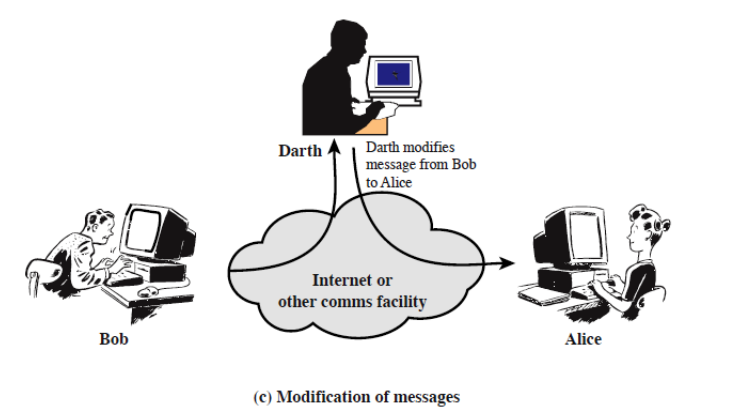 Darth
Darth modifies
message from Bob
to Alice
Internet or
other comms facility
Bob
Alice
(c) Modification of messages